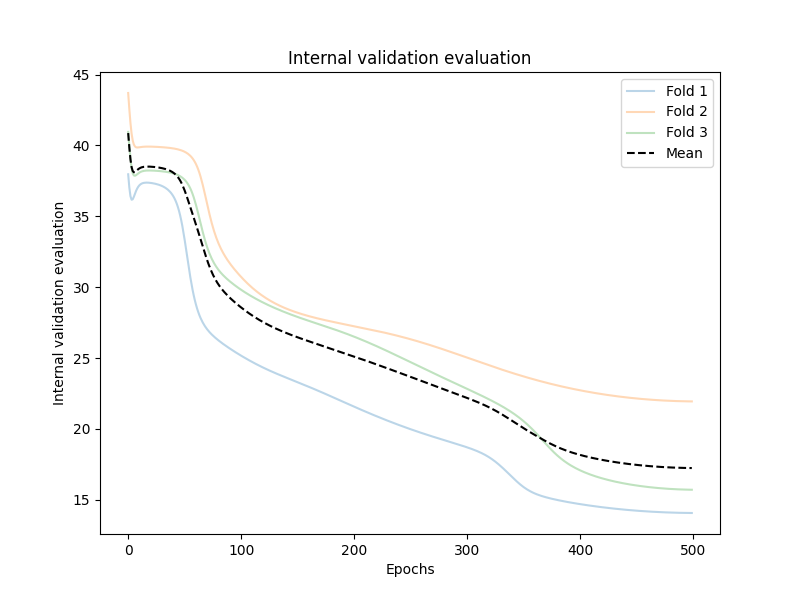 Internal validation evaluation
Internal validation evaluation
45
40
35
30
25
20
15
Fold 1
Fold 2
Fold 3
Mean
0
100
200
300
400
500
Epochs